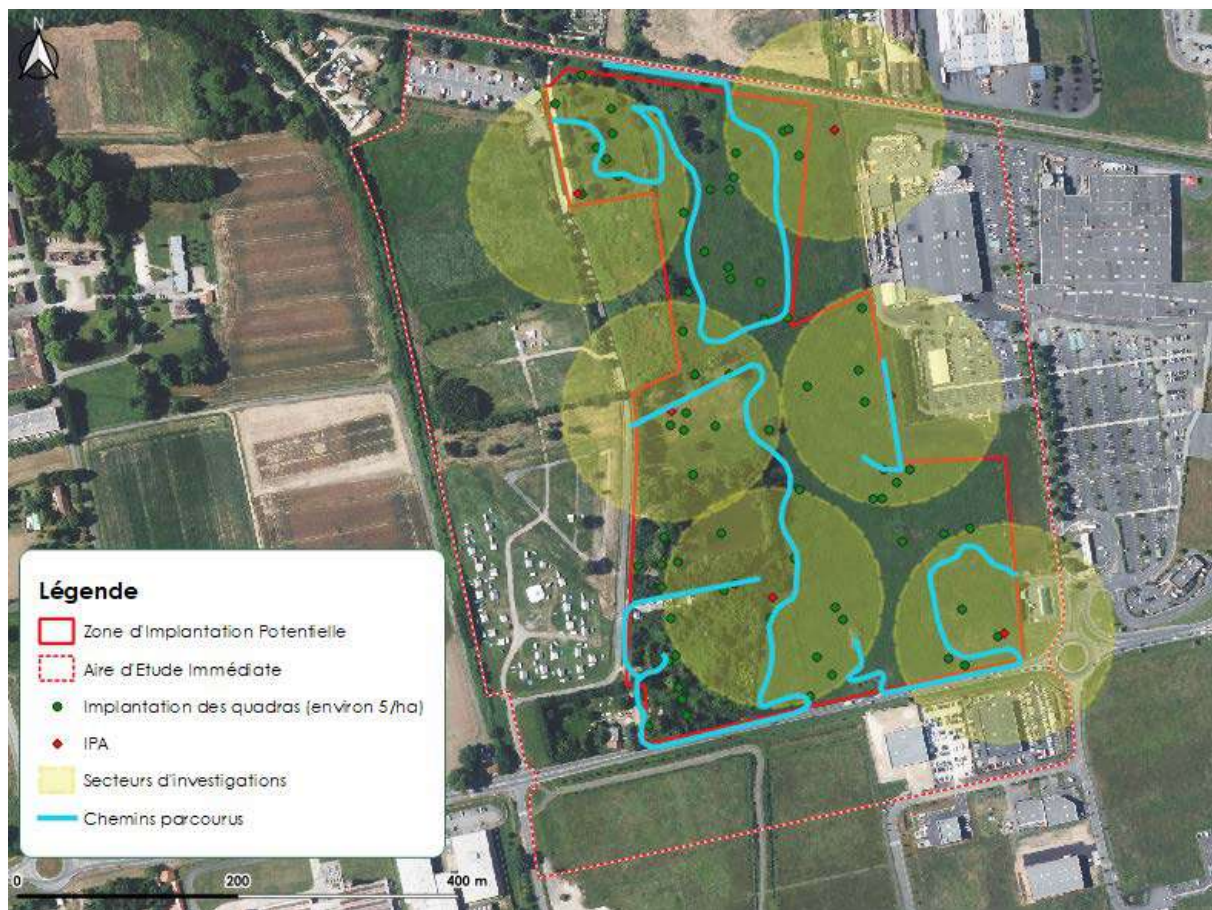 N
Légende
Zone d'Implantation Potentielle
Aire d'Etude Immédiate
Implantation des quadras (environ 5/ha)
IPA
Secteurs d'investigations
Chemins parcourus
0 200 400 m